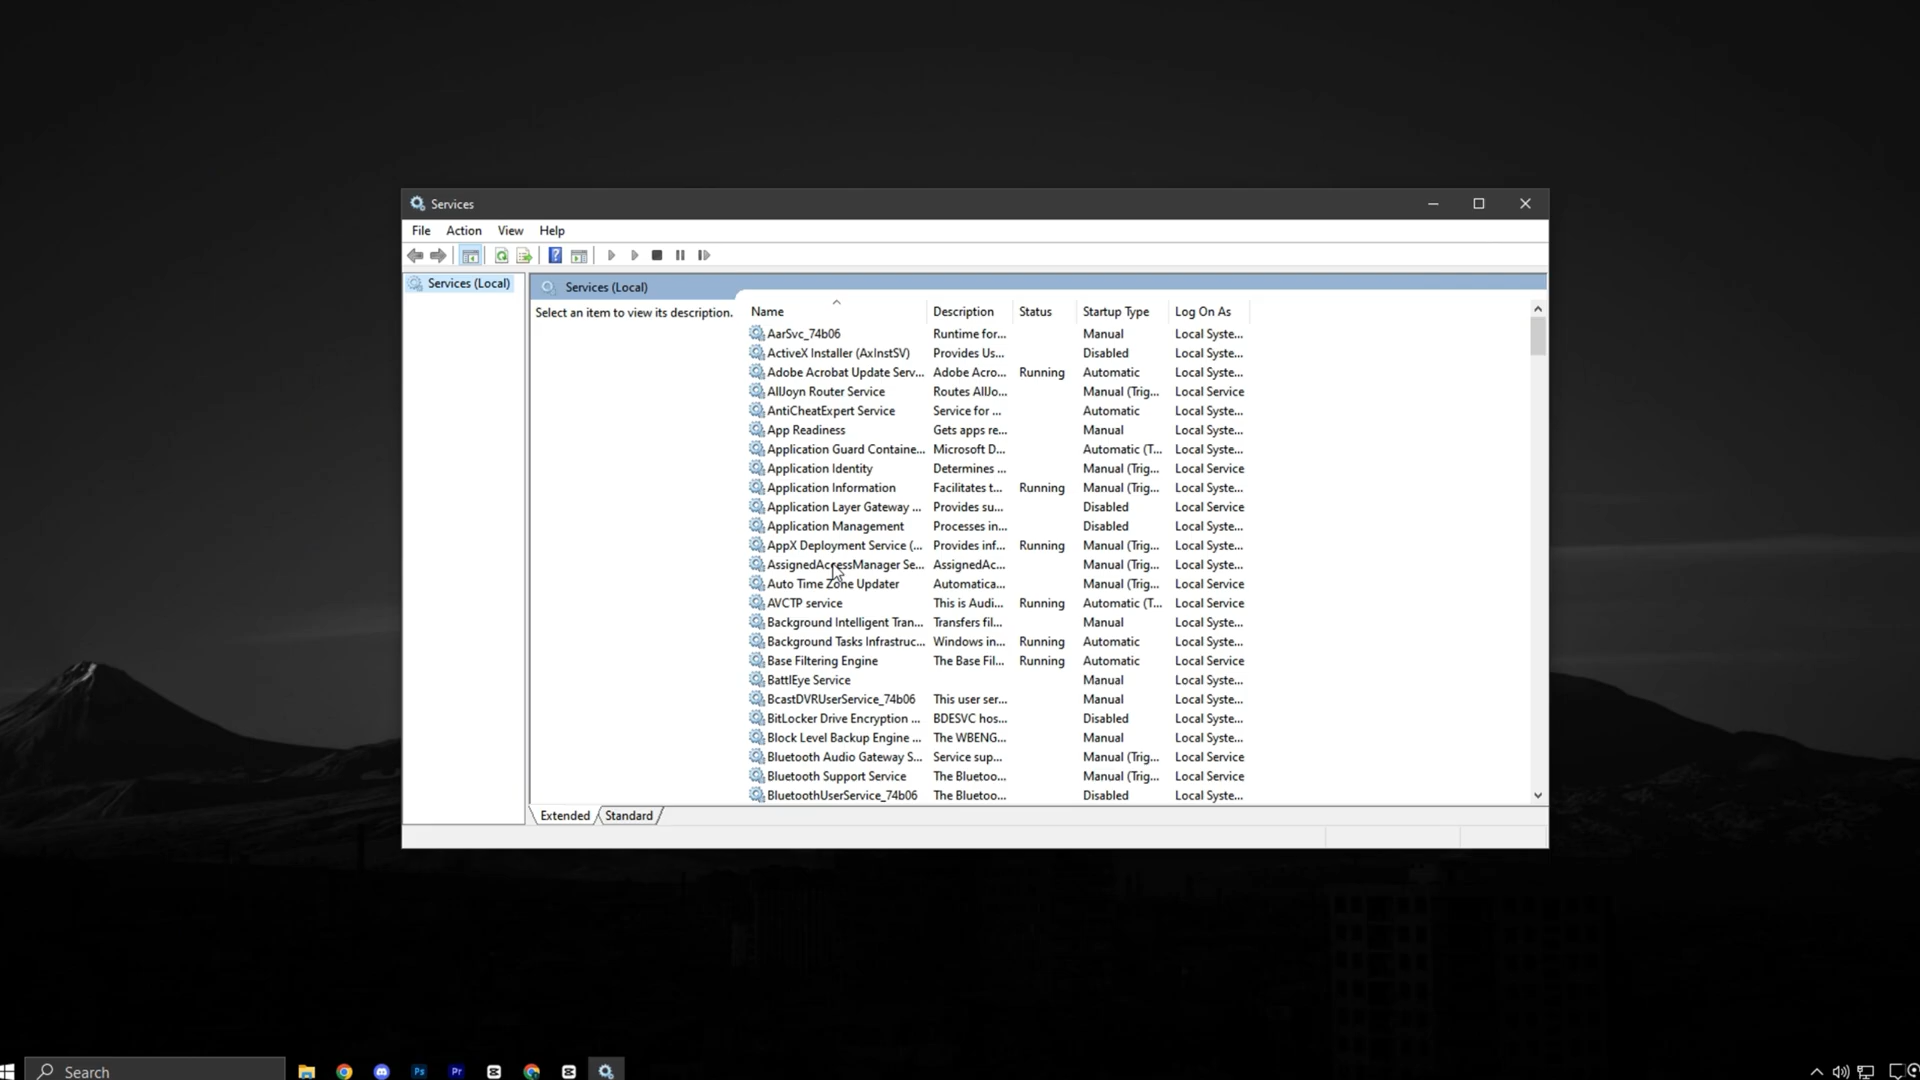 Services
File Action View Help
Services (Local)
Services (Local)
Select an item to view its description.
Name Description Status Startup Type Log On As
AarSvc_74b06 Runtime for... Manual Local Syste...
ActiveX Installer (AxInstSV) Provides Us... Disabled Local Syste...
Adobe Acrobat Update Serv... Adobe Acro... Running Automatic Local Syste...
AllJoyn Router Service Routes AllJo... Manual (Trig... Local Service
AntiCheatExpert Service Service for ... Automatic Local Syste...
App Readiness Gets apps re... Manual Local Syste...
Application Guard Containe... Microsoft D... Automatic (T... Local Syste...
Application Identity Determines ... Manual (Trig... Local Service
Application Information Facilitates t... Running Manual (Trig... Local Syste...
Application Layer Gateway ... Provides su... Disabled Local Service
Application Management Processes in... Disabled Local Syste...
AppX Deployment Service (... Provides inf... Running Manual (Trig... Local Syste...
AssignedAccessManager Se... AssignedAc... Manual (Trig... Local Syste...
Auto Time Zone Updater Automatica... Manual (Trig... Local Service
AVCTP service This is Audi... Running Automatic (T... Local Service
Background Intelligent Tran... Transfers fil... Manual Local Syste...
Background Tasks Infrastruc... Windows in... Running Automatic Local Syste...
Base Filtering Engine The Base Fil... Running Automatic Local Service
BattlEye Service Manual Local Syste...
BcastDVRUserService_74b06 This user ser... Manual Local Syste...
BitLocker Drive Encryption ... BDESVC hos... Disabled Local Syste...
Block Level Backup Engine ... The WBENG... Manual Local Syste...
Bluetooth Audio Gateway S... Service sup... Manual (Trig... Local Service
Bluetooth Support Service The Bluetoo... Manual (Trig... Local Service
BluetoothUserService_74b06 The Bluetoo... Disabled Local Syste...
Extended Standard
Search Ps Pr